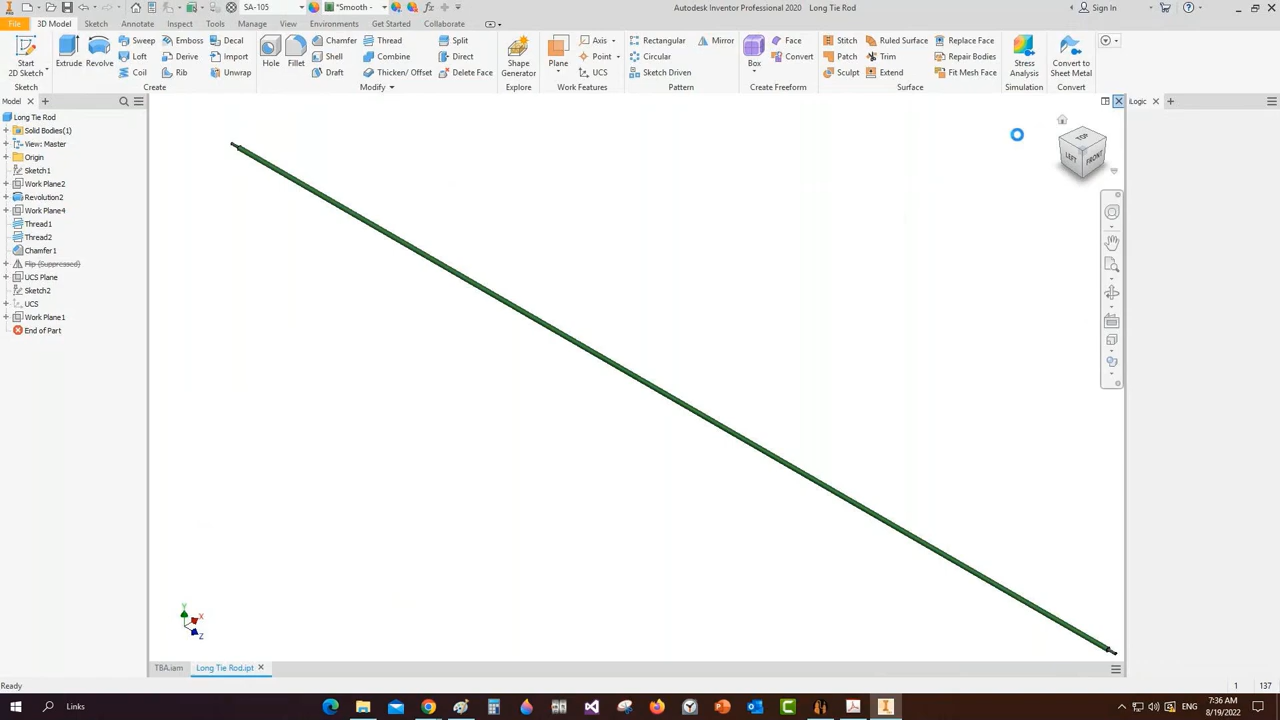 SA-105
*Smooth -
Autodesk Inventor Professional 2020 Long Tie Rod
Sign In
File 3D Model Sketch Annotate Inspect Tools Manage View Environments Get Started Collaborate
Start
2D Sketch
Sketch
Extrude
Revolve
Sweep
Loft
Coil
Emboss
Derive
Rib
Decal
Import
Unwrap
Create
Hole
Fillet
Chamfer
Shell
Draft
Thread
Combine
Thicken/ Offset
Split
Direct
Delete Face
Modify
Shape
Generator
Explore
Plane
Axis
Point
UCS
Work Features
Rectangular
Circular
Sketch Driven
Mirror
Pattern
Box
Face
Convert
Create Freeform
Stitch
Patch
Sculpt
Ruled Surface
Trim
Extend
Replace Face
Repair Bodies
Fit Mesh Face
Surface
Stress
Analysis
Simulation
Convert to
Sheet Metal
Convert
Model
Long Tie Rod
Solid Bodies(1)
View: Master
Origin
Sketch1
Work Plane2
Revolution2
Work Plane4
Thread1
Thread2
Chamfer1
Flip (Suppressed)
UCS Plane
Sketch2
UCS
Work Plane1
End of Part
iLogic
TOP
LEFT
FRONT
Y
X
Z
TBA.iam Long Tie Rod.ipt
Ready
1 137
Links
ENG
7:36 AM
8/19/2022